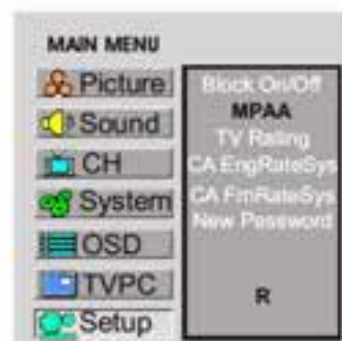 MAIN MENU
Picture
Sound
CH
System
OSD
TVPC
Setup
Block On/Off
MPAA
TV Rating
CA EngRateSys
CA FrnRateSys
New Password
R